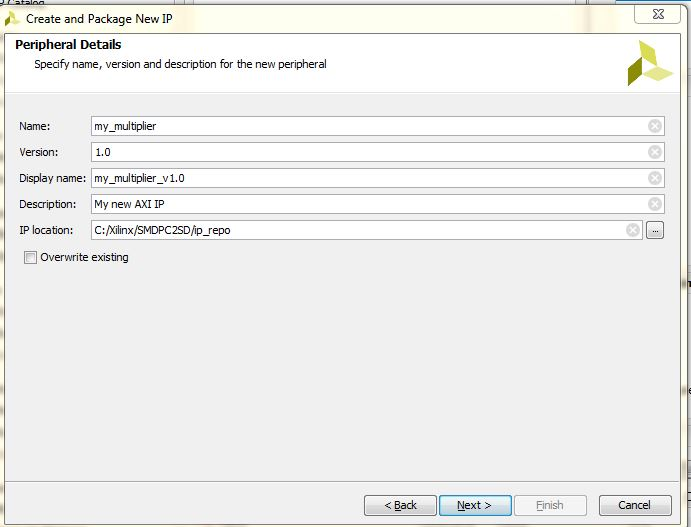 P Catalog
Create and Package New IP
Peripheral Details
Specify name, version and description for the new peripheral
Name: my_multiplier
Version: 1.0
Display name: my_multiplier_v1.0
Description: My new AXI IP
IP location: C:/Xilinx/SMDPC2SD/ip_repo ...
Overwrite existing
< Back Next > Finish Cancel